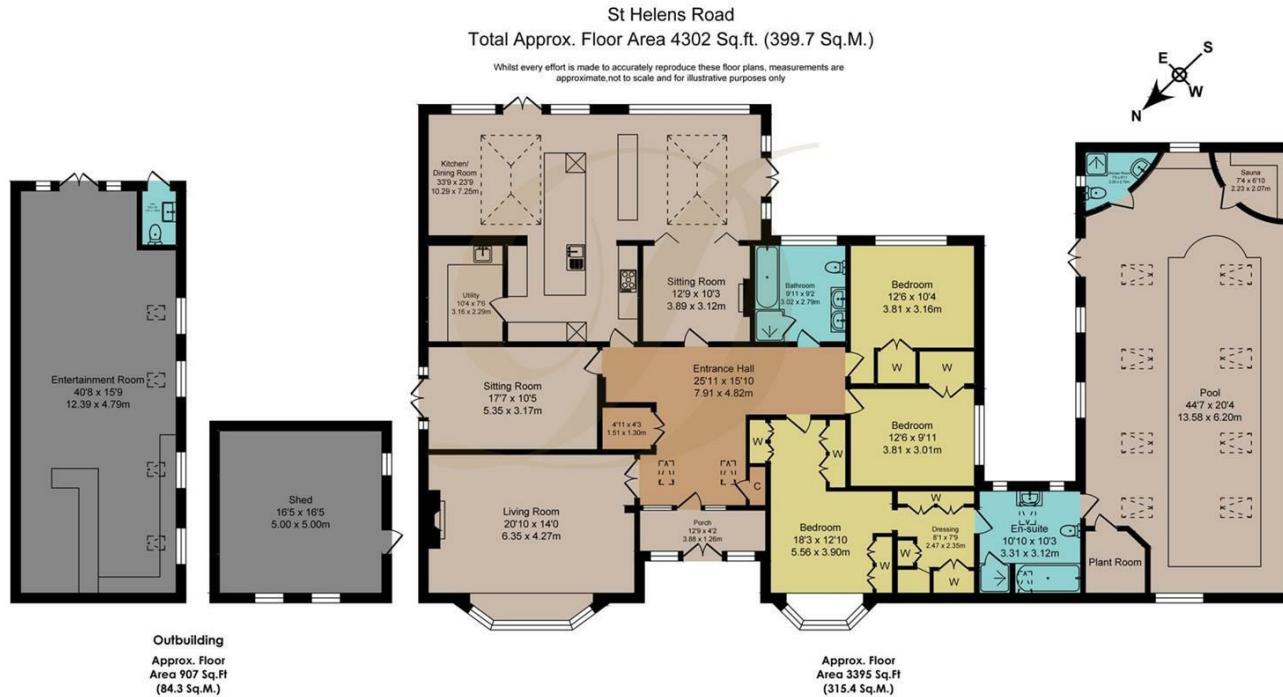 St Helens Road
Total Approx. Floor Area 4302 Sq.ft. (399.7 Sq.M.)
Whilst every effort is made to accurately reproduce these floor plans, measurements are
approximate,not to scale and for illustrative purposes only
E
S
N
W
Kitchen/
Dining Room
33'9 x 23'9
10.29 x 7.25m
Sauna
7'4 x 6'10
2.23 x 2.07m
Utility
10'4 x 7'6
3.16 x 2.29m
Sitting Room
12'9 x 10'3
3.89 x 3.12m
Bathroom
9'11 x 9'2
3.02 x 2.79m
Bedroom
12'6 x 10'4
3.81 x 3.16m
W
W
Entertainment Room
40'8 x 15'9
12.39 x 4.79m
Sitting Room
17'7 x 10'5
5.35 x 3.17m
Entrance Hall
25'11 x 15'10
7.91 x 4.82m
4'11 x 4'3
1.51 x 1.30m
Bedroom
12'6 x 9'11
3.81 x 3.01m
Pool
44'7 x 20'4
13.58 x 6.20m
W
W
C
Shed
16'5 x 16'5
5.00 x 5.00m
Living Room
20'10 x 14'0
6.35 x 4.27m
Porch
12'9 x 4'2
3.88 x 1.26m
Bedroom
18'3 x 12'10
5.56 x 3.90m
W
W
Dressing
8'1 x 7'9
2.47 x 2.35m
W
W
En-suite
10'10 x 10'3
3.31 x 3.12m
Plant Room
Outbuilding
Approx. Floor
Area 907 Sq.Ft
(84.3 Sq.M.)
Approx. Floor
Area 3395 Sq.Ft
(315.4 Sq.M.)